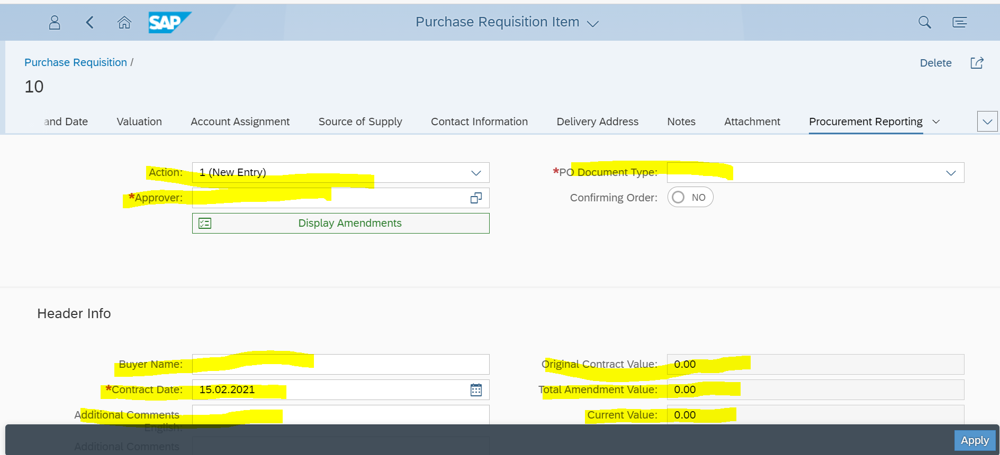 SAP
Purchase Requisition Item
Purchase Requisition /
Delete
10
and Date Valuation Account Assignment Source of Supply Contact Information Delivery Address Notes Attachment Procurement Reporting
Action: 1 (New Entry)
*PO Document Type:
*Approver:
Confirming Order: NO
Display Amendments
Header Info
Buyer Name:
Original Contract Value: 0.00
*Contract Date: 15.02.2021
Total Amendment Value: 0.00
Additional Comments
English:
Current Value: 0.00
Additional Comments
Apply